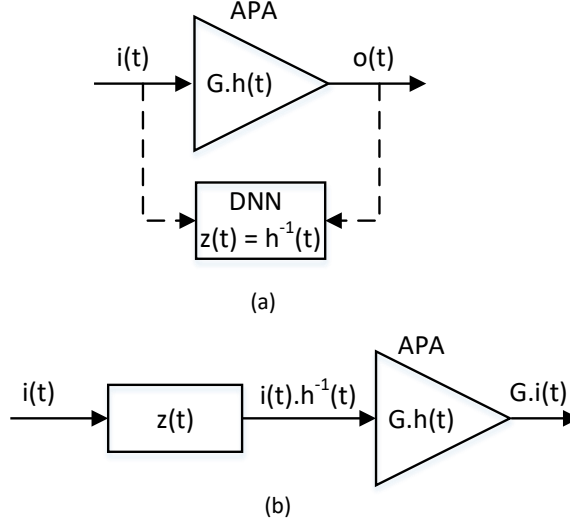 APA
i(t)
o(t)
G.h(t)
DNN
z(t) = h⁻¹(t)
(a)
APA
i(t)
z(t)
i(t).h⁻¹(t)
G.h(t)
G.i(t)
(b)